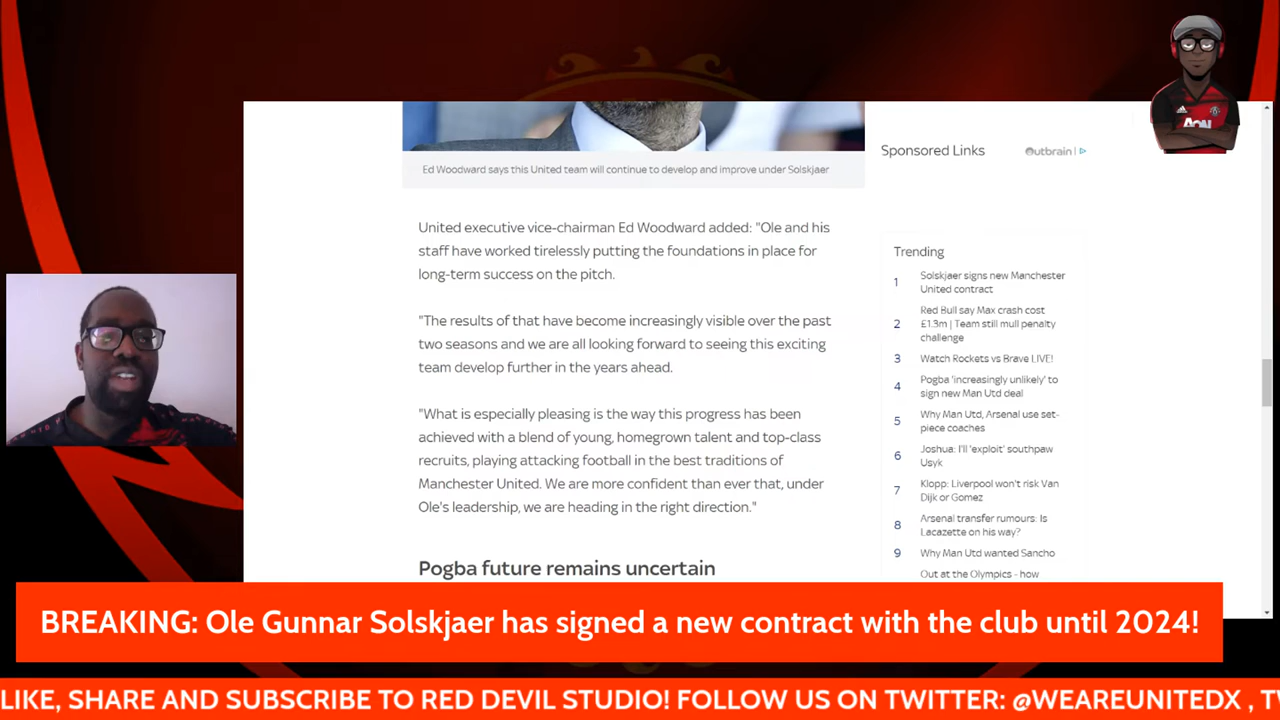 AON
Sponsored Links
Outbrain
Ed Woodward says this United team will continue to develop and improve under Solskjaer
United executive vice-chairman Ed Woodward added: "Ole and his
staff have worked tirelessly putting the foundations in place for
long-term success on the pitch.
"The results of that have become increasingly visible over the past
two seasons and we are all looking forward to seeing this exciting
team develop further in the years ahead.
"What is especially pleasing is the way this progress has been
achieved with a blend of young, homegrown talent and top-class
recruits, playing attacking football in the best traditions of
Manchester United. We are more confident than ever that, under
Ole's leadership, we are heading in the right direction."
Pogba future remains uncertain
Trending
1 Solskjaer signs new Manchester
United contract
Red Bull say Max crash cost
2 £1.3m | Team still mull penalty
challenge
3 Watch Rockets vs Brave LIVE!
4 Pogba 'increasingly unlikely' to
sign new Man Utd deal
5 Why Man Utd, Arsenal use set-
piece coaches
6 Joshua: I'll 'exploit' southpaw
Usyk
7 Klopp: Liverpool won't risk Van
Dijk or Gomez
8 Arsenal transfer rumours: Is
Lacazette on his way?
9 Why Man Utd wanted Sancho
Out at the Olympics - how
BREAKING: Ole Gunnar Solskjaer has signed a new contract with the club until 2024!
LIKE, SHARE AND SUBSCRIBE TO RED DEVIL STUDIO! FOLLOW US ON TWITTER: @WEAREUNITEDX , TV